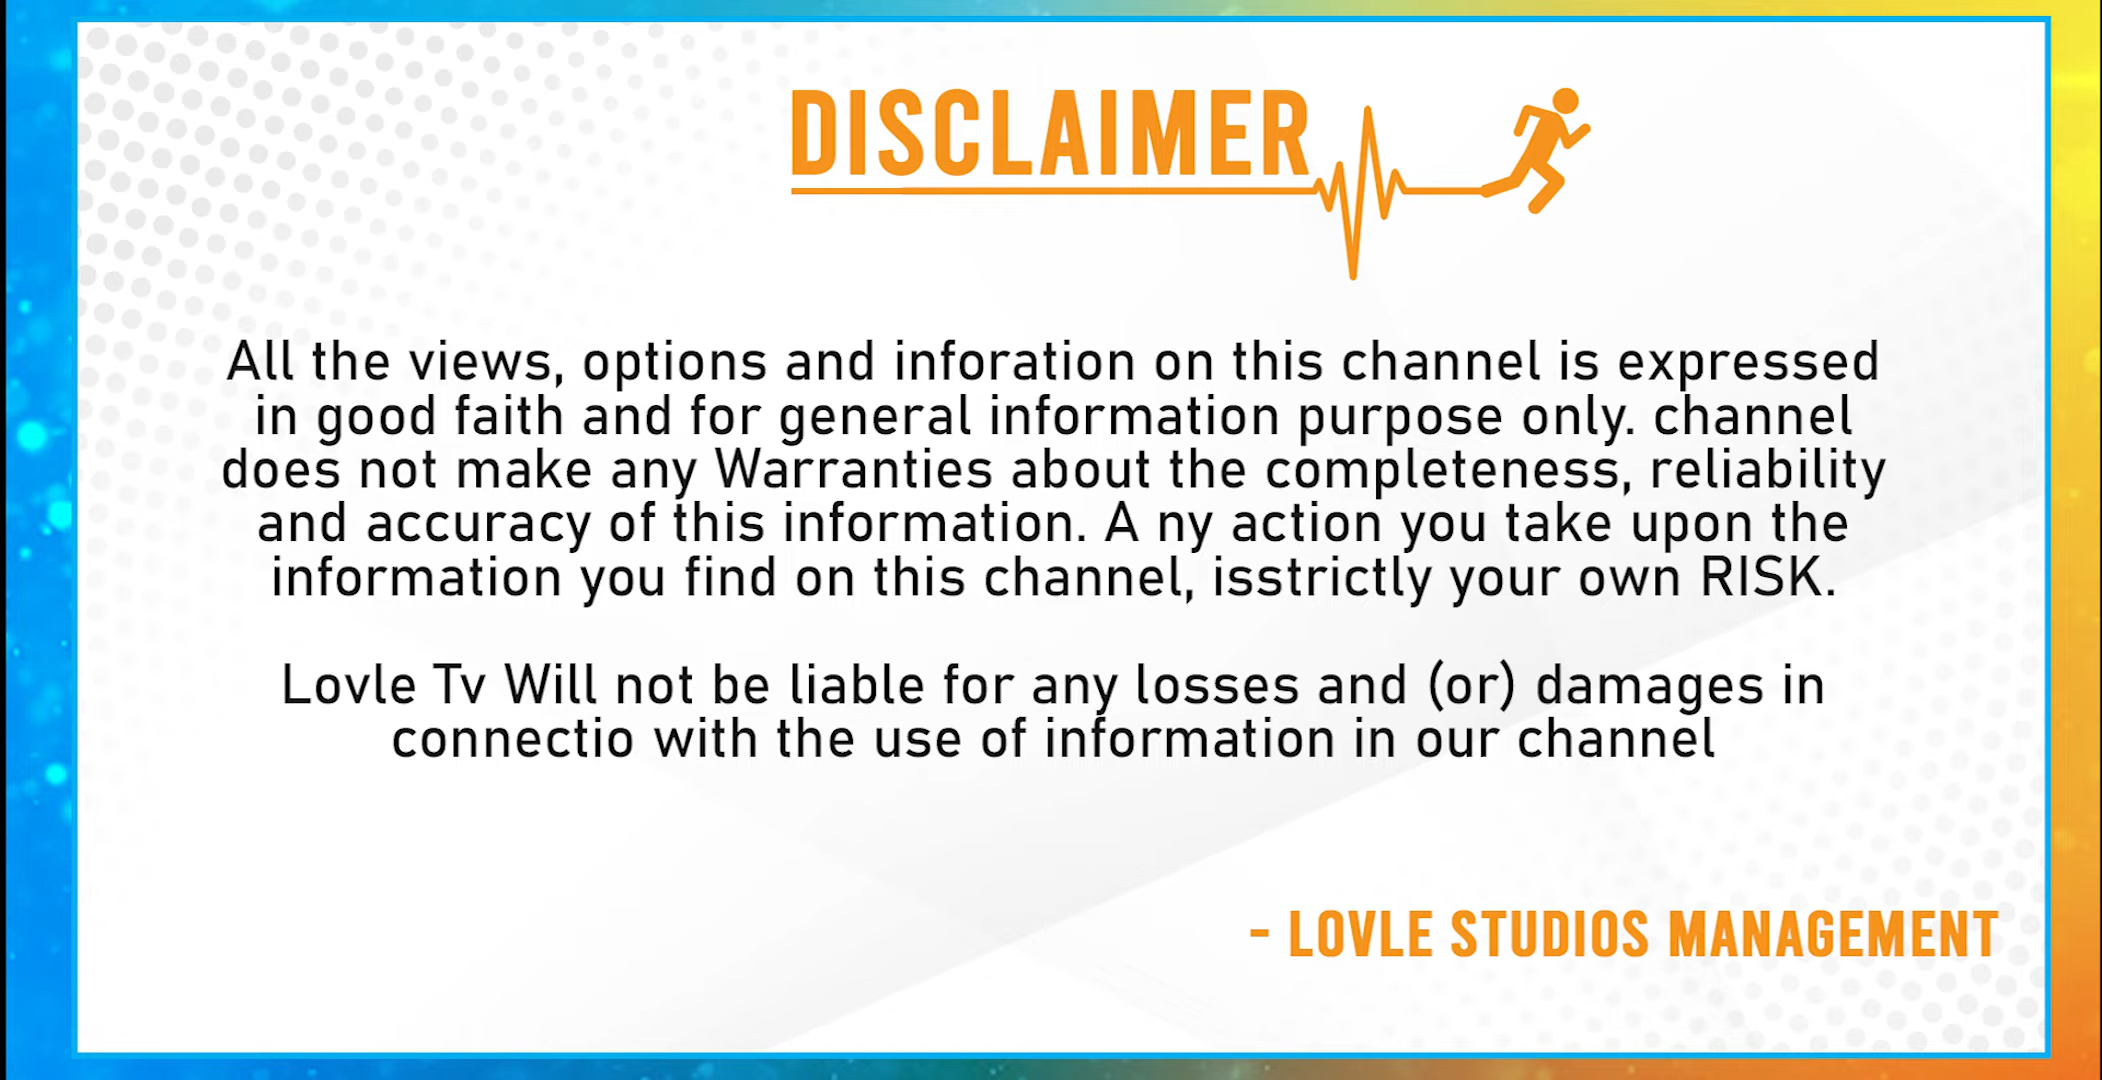 DISCLAIMER
All the views, options and inforation on this channel is expressed
in good faith and for general information purpose only. channel
does not make any Warranties about the completeness, reliability
and accuracy of this information. A ny action you take upon the
information you find on this channel, isstrictly your own RISK.
Lovle Tv Will not be liable for any losses and (or) damages in
connectio with the use of information in our channel
- LOVLE STUDIOS MANAGEMENT